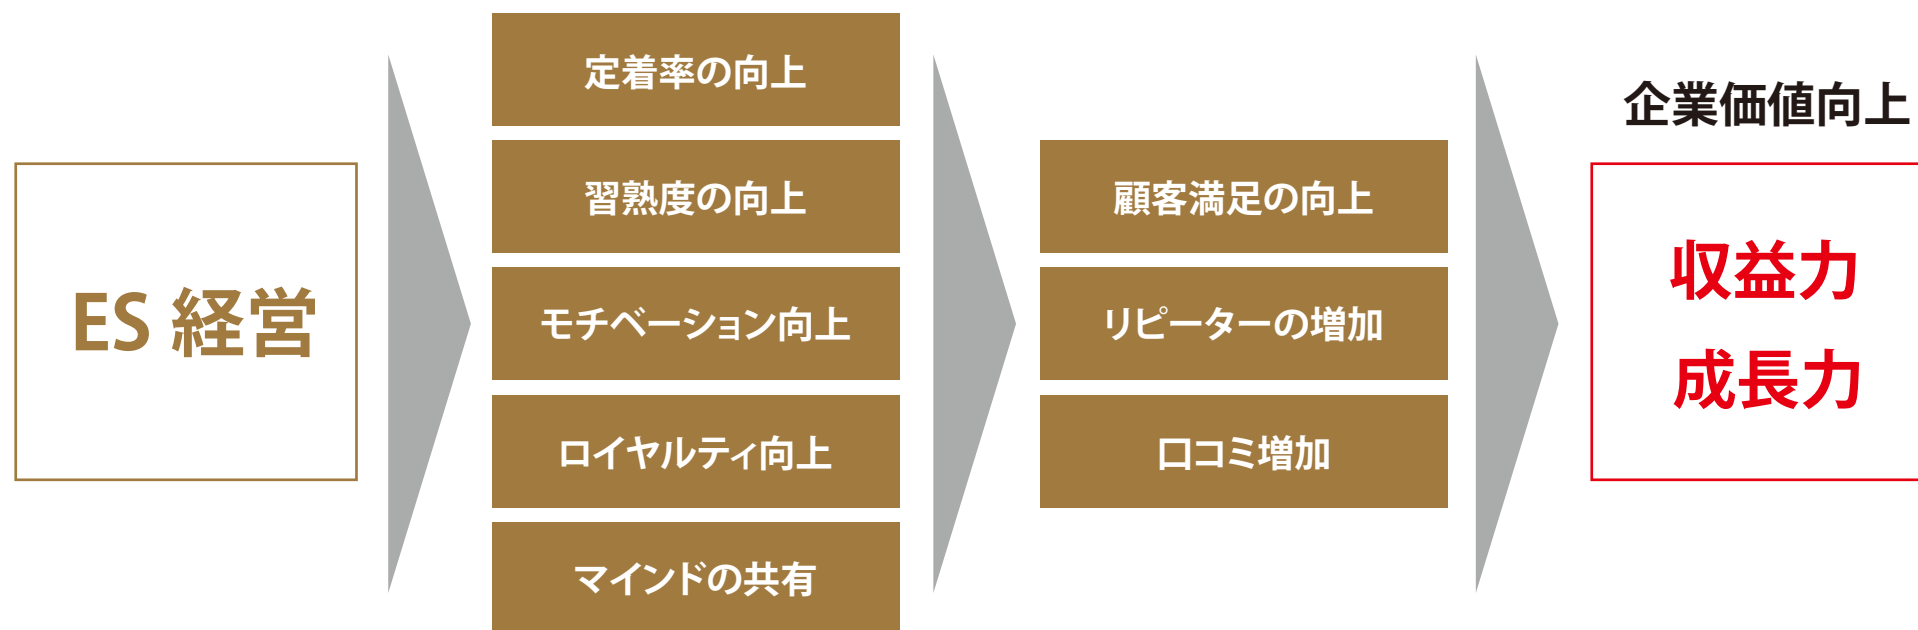 ES 経営
定着率の向上
習熟度の向上
モチベーション向上
ロイヤルティ向上
マインドの共有
顧客満足の向上
リピーターの増加
口コミ増加
企業価値向上
収益力
成長力